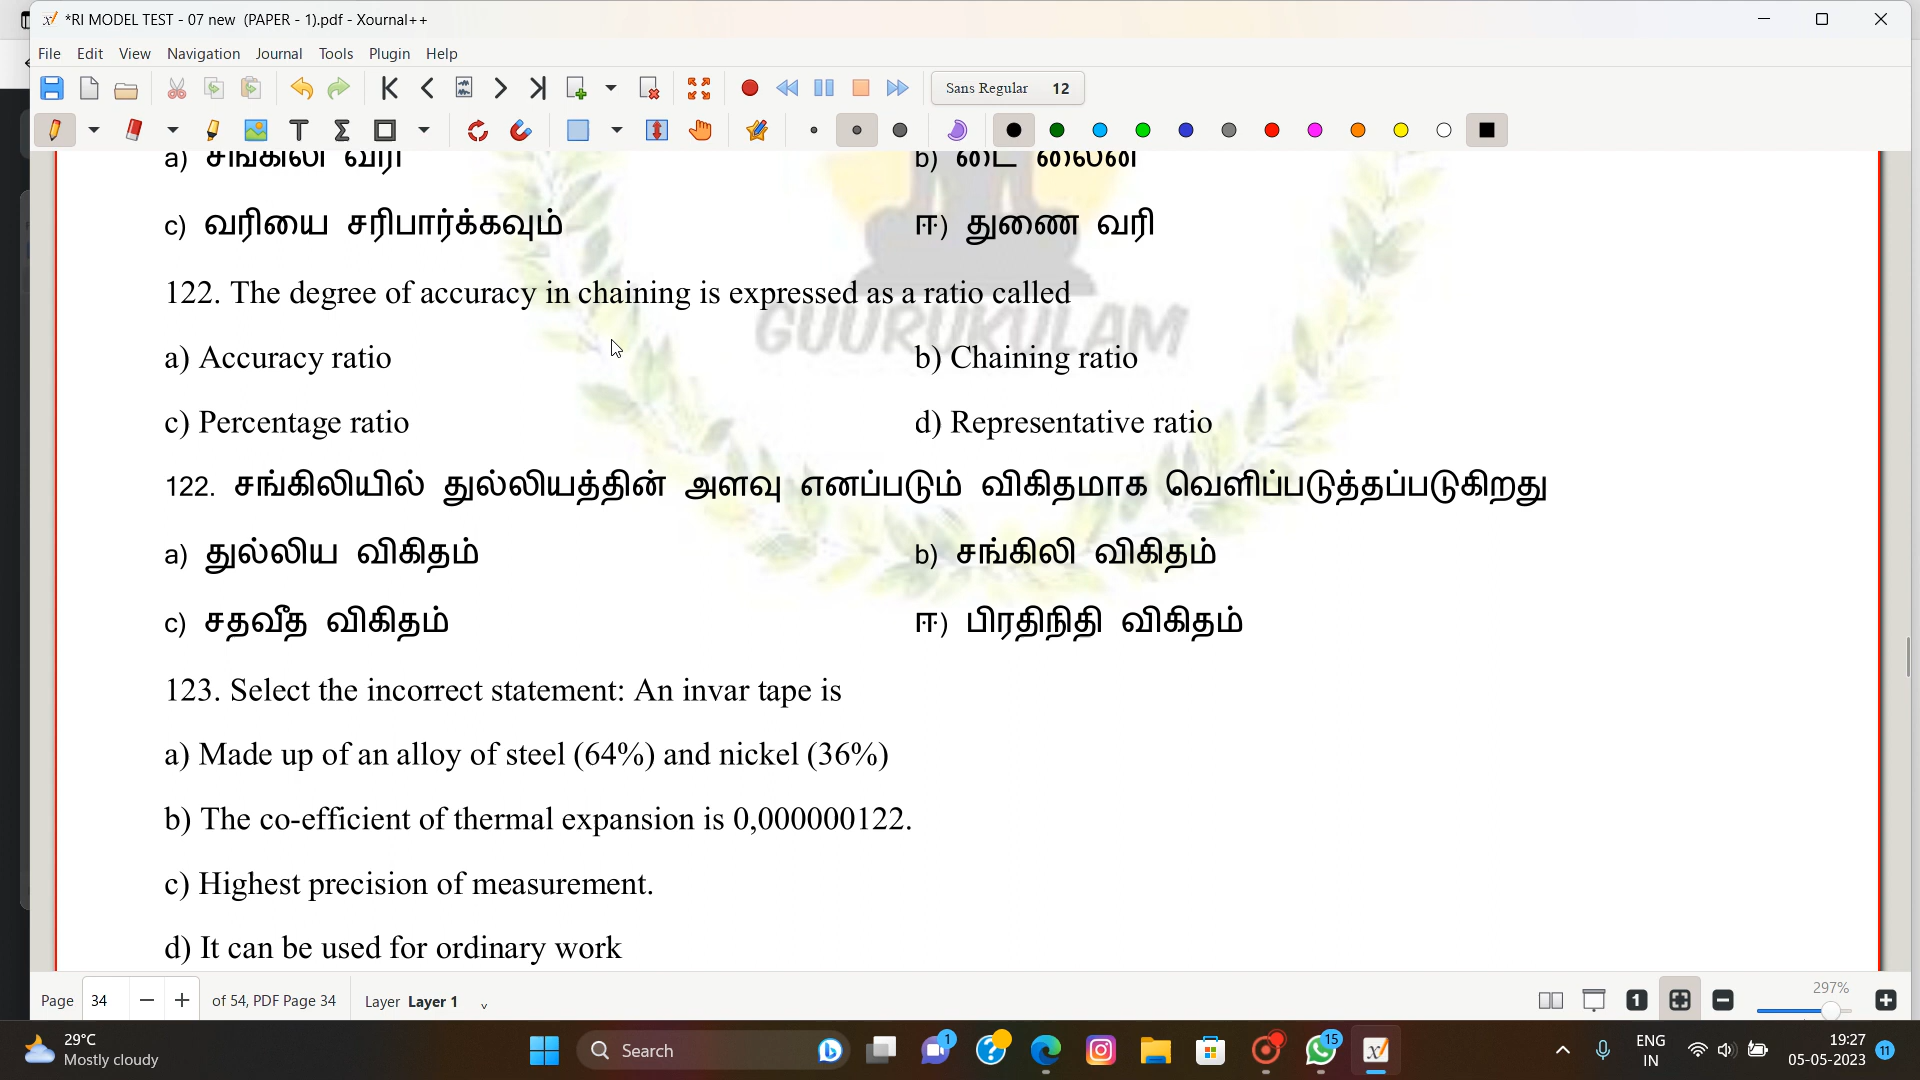 *RI MODEL TEST - 07 new (PAPER - 1).pdf - Xournal++
File Edit View Navigation Journal Tools Plugin Help
Sans Regular 12
a) சங்கிலி வரி b) டை லைன்
c) வரியை சரிபார்க்கவும் ஈ) துணை வரி
GUURUKULAM
122. The degree of accuracy in chaining is expressed as a ratio called
a) Accuracy ratio b) Chaining ratio
c) Percentage ratio d) Representative ratio
122. சங்கிலியில் துல்லியத்தின் அளவு எனப்படும் விகிதமாக வெளிப்படுத்தப்படுகிறது
a) துல்லிய விகிதம் b) சங்கிலி விகிதம்
c) சதவீத விகிதம் ஈ) பிரதிநிதி விகிதம்
123. Select the incorrect statement: An invar tape is
a) Made up of an alloy of steel (64%) and nickel (36%)
b) The co-efficient of thermal expansion is 0,000000122.
c) Highest precision of measurement.
d) It can be used for ordinary work
Page 34 of 54, PDF Page 34 Layer Layer 1 297%
29°C
Mostly cloudy
Search
1
15
ENG
IN
19:27
05-05-2023
11